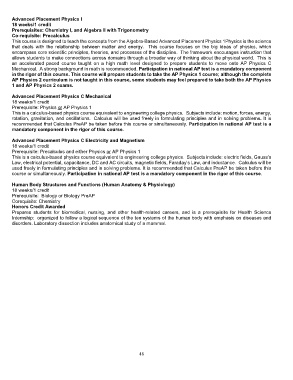 Advanced Placement Physics I
18 weeks/1 credit
Prerequisites: Chemistry I, and Algebra II with Trigonometry
Co-requisite: Precalculus
This course is designed to teach the concepts from the Algebra-Based Advanced Placement Physics 1 Physics is the science
that deals with the relationship between matter and energy. This course focuses on the big ideas of physics, which
encompass core scientific principles, theories, and processes of the discipline. The framework encourages instruction that
allows students to make connections across domains through a broader way of thinking about the physical world. This is
an accelerated paced course taught on a high math level designed to prepare students to move onto AP Physics C
Mechanical. A strong background in math is recommended. Participation in national AP test is a mandatory component
in the rigor of this course. This course will prepare students to take the AP Physics 1 course; although the complete
AP Physics 2 curriculum is not taught in this course, some students may feel prepared to take both the AP Physics
1 and AP Physics 2 exams.
Advanced Placement Physics C Mechanical
18 weeks/1 credit
Prerequisite: Physics or AP Physics 1
This is a calculus-based physics course equivalent to engineering college physics. Subjects include: motion, forces, energy,
rotation, gravitation, and oscillations. Calculus will be used freely in formulating principles and in solving problems. It is
recommended that Calculus PreAP be taken before this course or simultaneously. Participation in national AP test is a
mandatory component in the rigor of this course.
Advanced Placement Physics C Electricity and Magnetism
18 weeks/1 credit
Prerequisite: Precalculus and either Physics or AP Physics 1
This is a calculus-based physics course equivalent to engineering college physics. Subjects include: electric fields, Gauss's
Law, electrical potential, capacitance, DC and AC circuits, magnetic fields, Faraday's Law, and inductance. Calculus will be
used freely in formulating principles and in solving problems. It is recommended that Calculus PreAP be taken before this
course or simultaneously. Participation in national AP test is a mandatory component in the rigor of this course.
Human Body Structures and Functions (Human Anatomy & Physiology)
18 weeks/1 credit
Prerequisite: Biology or Biology PreAP
Corequisite: Chemistry
Honors Credit Awarded
Prepares students for biomedical, nursing, and other health-related careers, and is a prerequisite for Health Science
Internship; organized to follow a logical sequence of the ten systems of the human body with emphasis on diseases and
disorders. Laboratory dissection includes anatomical study of a mammal.